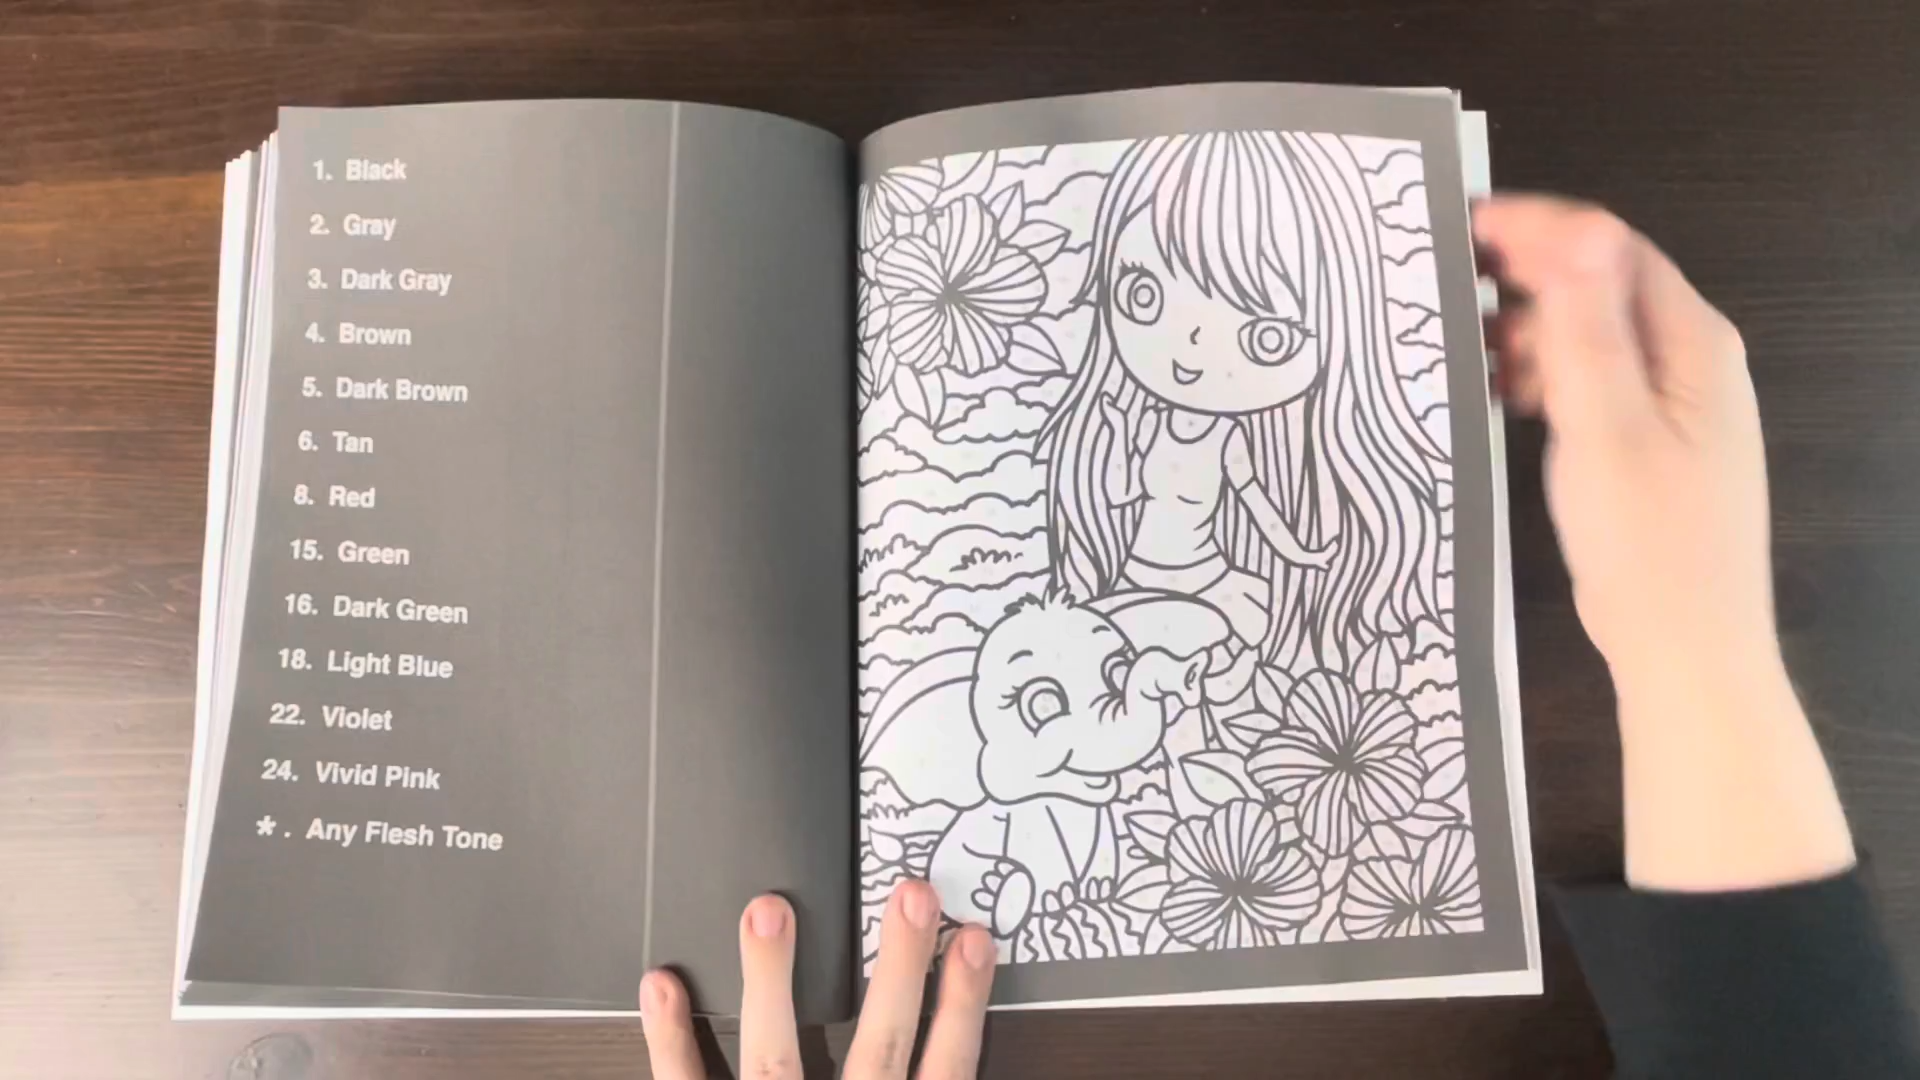 1. Black
2. Gray
3. Dark Gray
4. Brown
5. Dark Brown
6. Tan
8. Red
15. Green
16. Dark Green
18. Light Blue
22. Violet
24. Vivid Pink
* . Any Flesh Tone